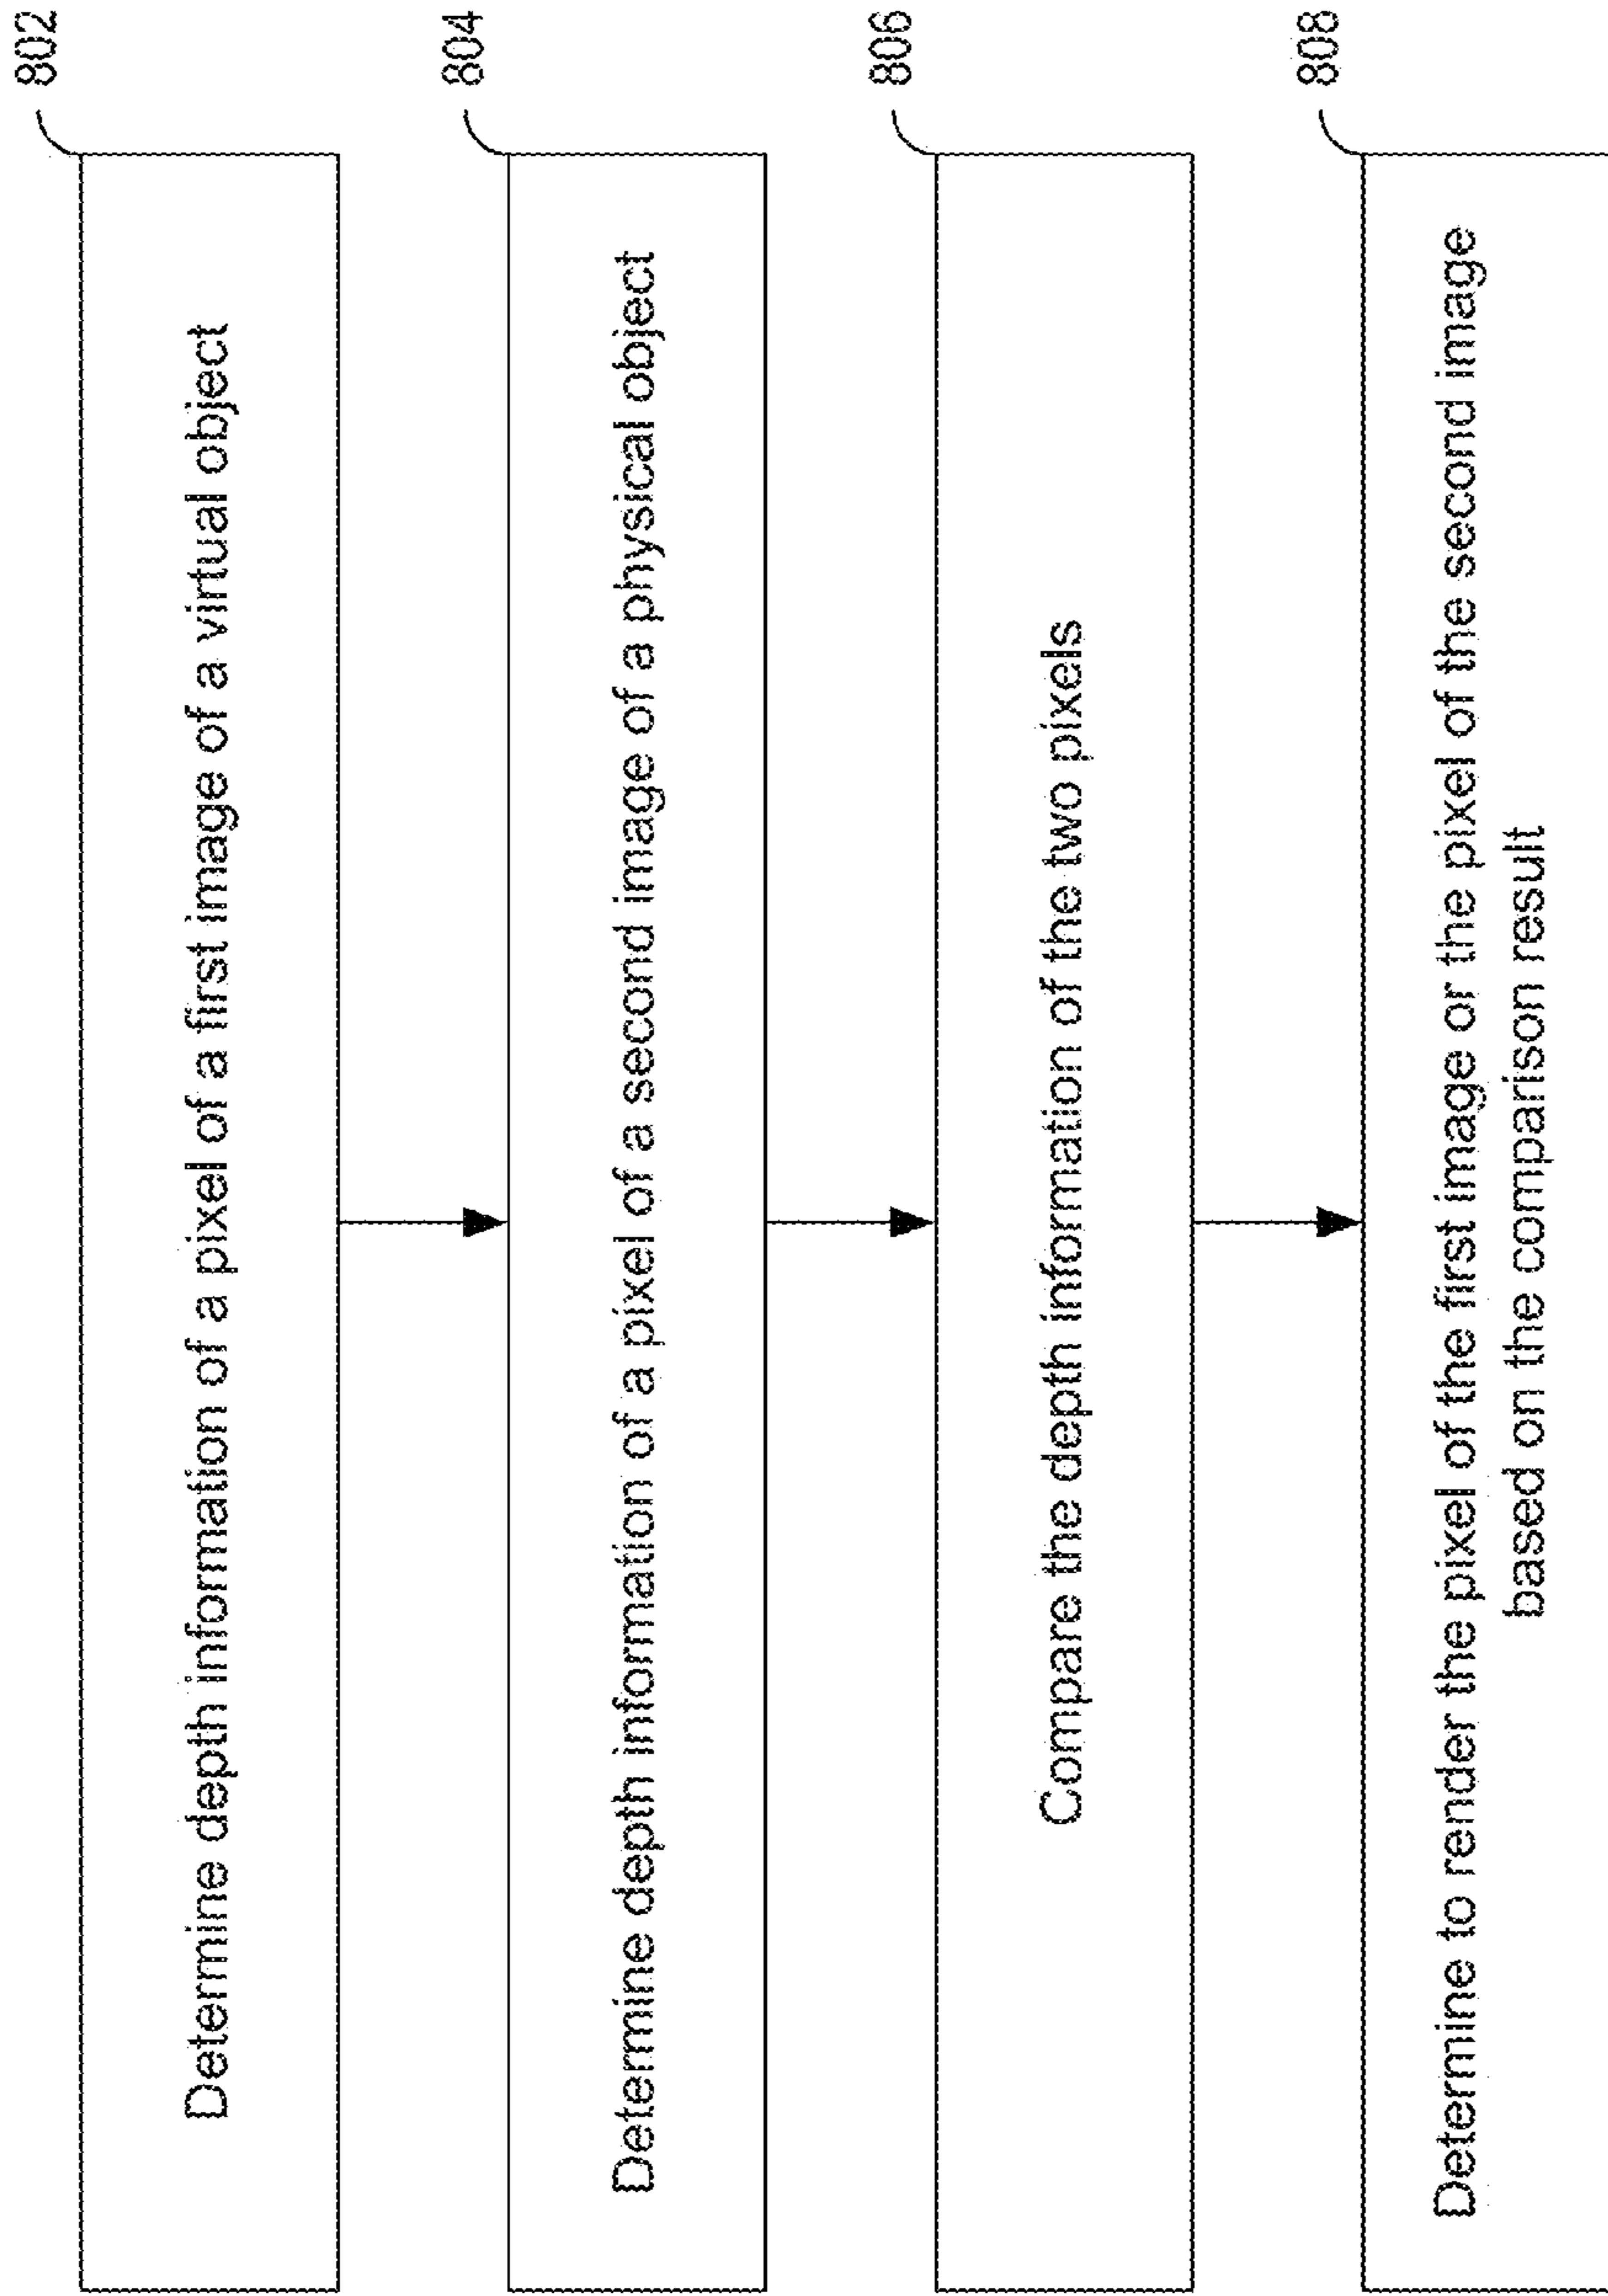 802
Determine depth information of a pixel of a first image of a virtual object
804
Determine depth information of a pixel of a second image of a physical object
806
Compare the depth information of the two pixels
808
Determine to render the pixel of the first image or the pixel of the second image
based on the comparison result